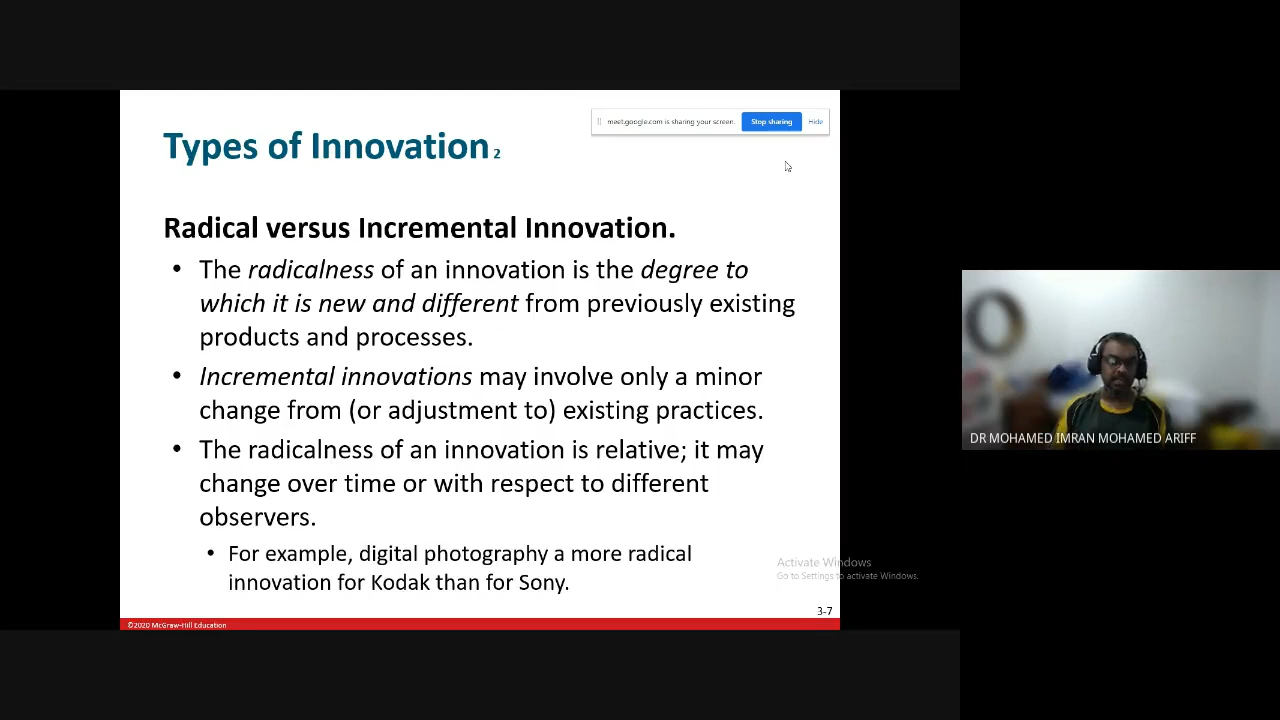 Types of Innovation 2
meet.google.com is sharing your screen.
Stop sharing
Hide
Radical versus Incremental Innovation.
• The radicalness of an innovation is the degree to
which it is new and different from previously existing
products and processes.
• Incremental innovations may involve only a minor
change from (or adjustment to) existing practices.
• The radicalness of an innovation is relative; it may
change over time or with respect to different
observers.
• For example, digital photography a more radical
innovation for Kodak than for Sony.
Activate Windows
Go to Settings to activate Windows.
3-7
©2020 McGraw-Hill Education
DR MOHAMED IMRAN MOHAMED ARIFF